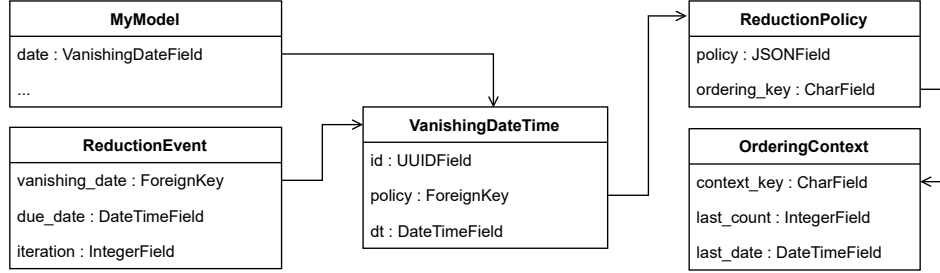 MyModel
date : VanishingDateField
...
ReductionEvent
vanishing_date : ForeignKey
due_date : DateTimeField
iteration : IntegerField
VanishingDateTime
id : UUIDField
policy : ForeignKey
dt : DateTimeField
ReductionPolicy
policy : JSONField
ordering_key : CharField
OrderingContext
context_key : CharField
last_count : IntegerField
last_date : DateTimeField